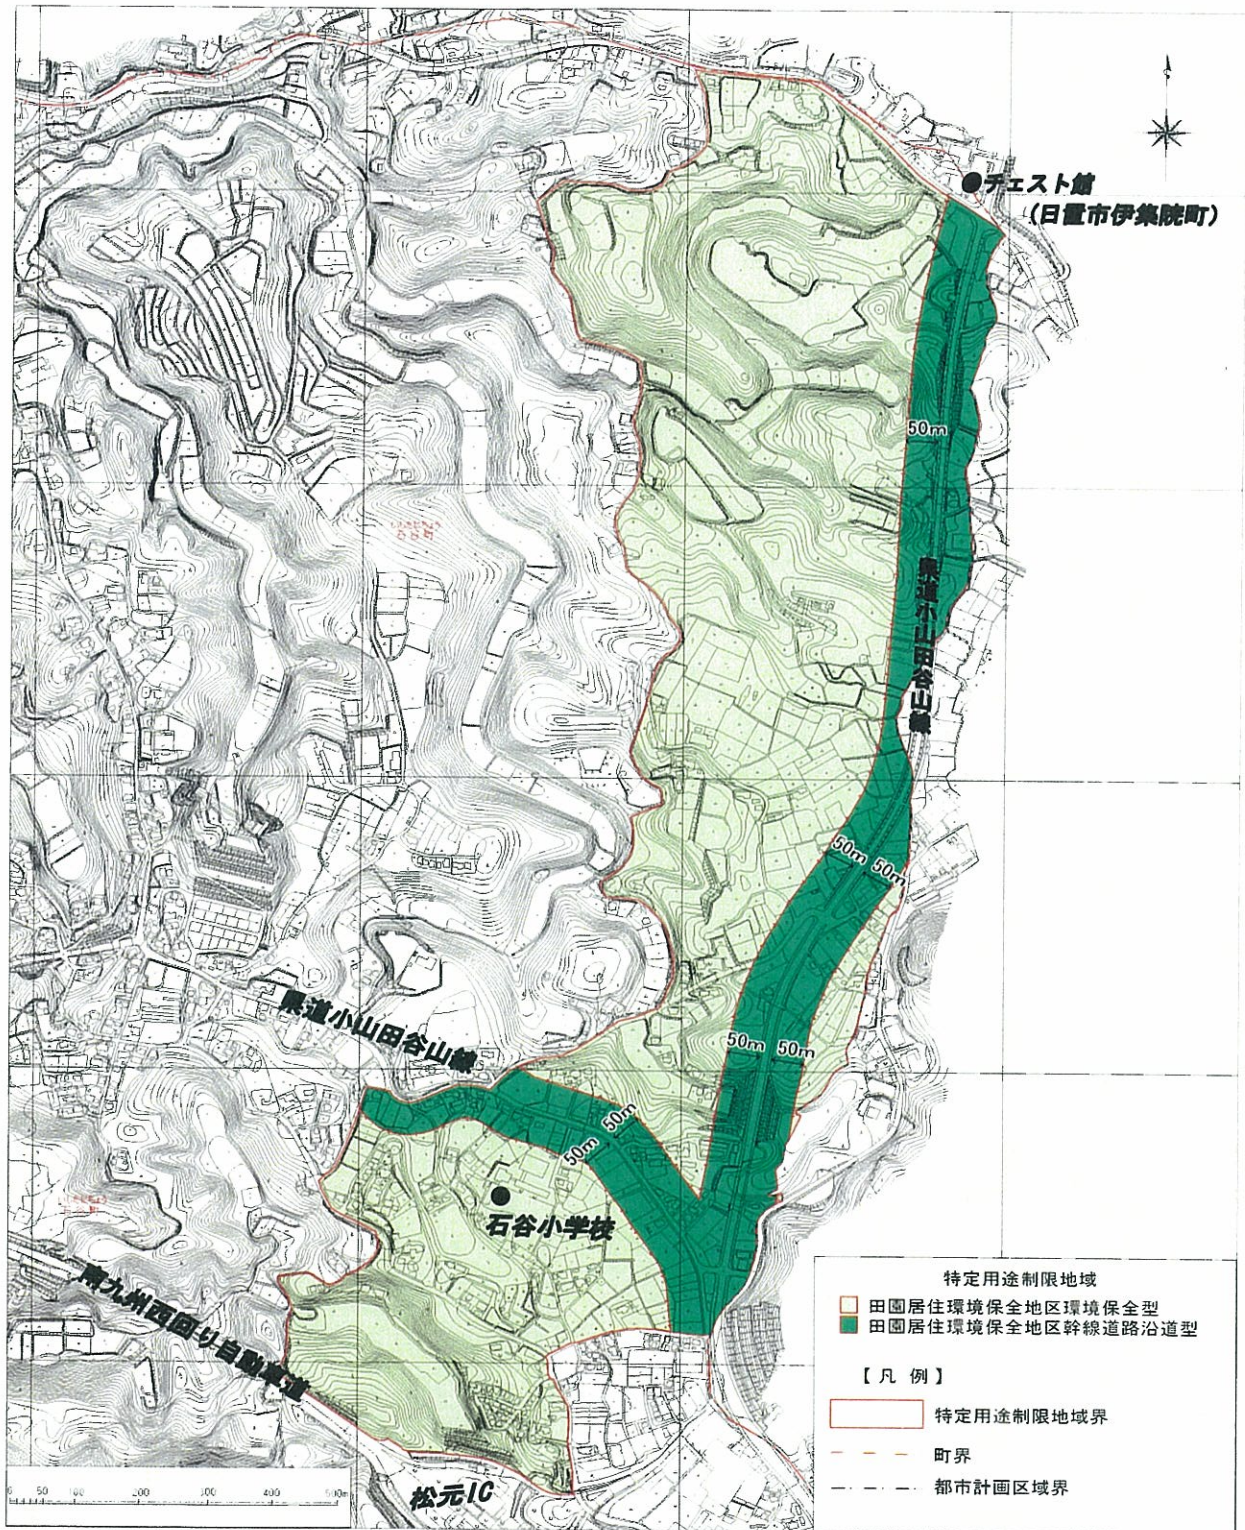 チェスト館
(日置市伊集院町)
50m
県道小山田谷山線
50m 50m
50m 50m
県道小山田谷山線
50m
50m
石谷小学校
南九州西回り自動車道
松元IC
0 50 100 200 300 400 500m
特定用途制限地域
田園居住環境保全地区環境保全型
田園居住環境保全地区幹線道路沿道型
【凡 例】
特定用途制限地域界
町界
都市計画区域界